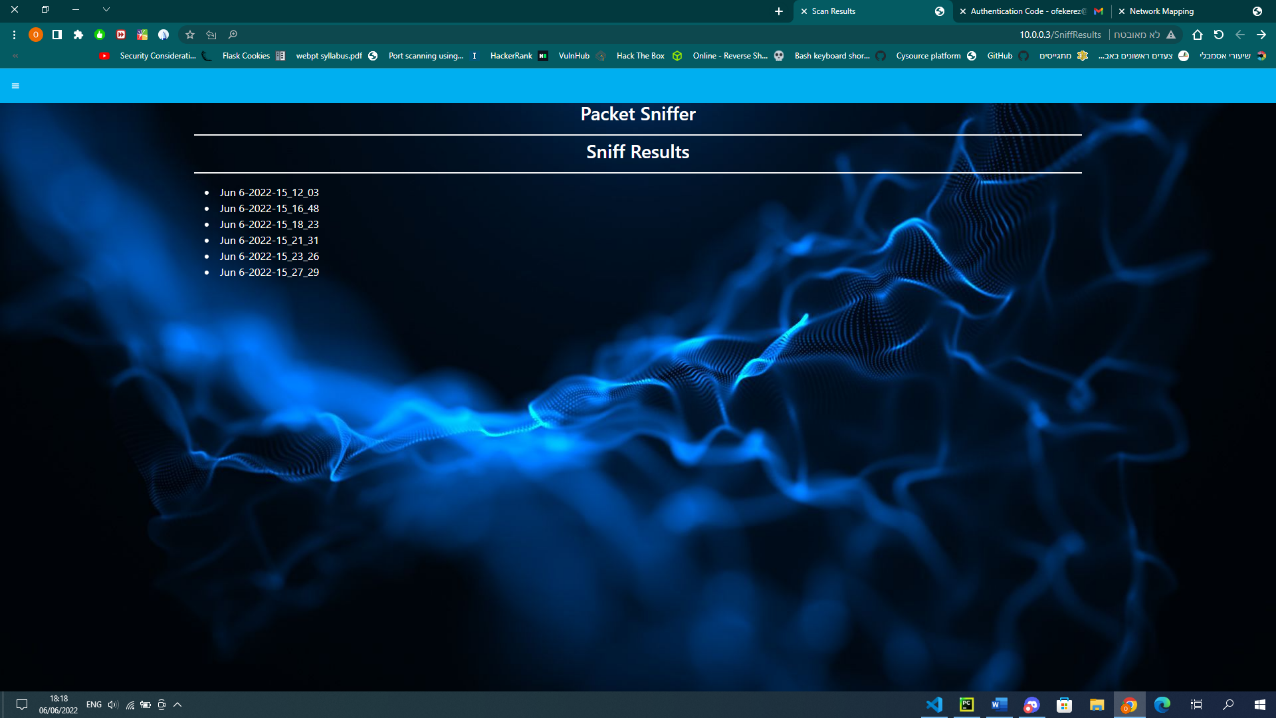 Scan Results
Authentication Code - ofekerez@
Network Mapping
10.0.0.3/SniffResults | לא מאובטח
Security Considerati...
Flask Cookies
webpt syllabus.pdf
Port scanning using...
HackerRank
VulnHub
Hack The Box
Online - Reverse Sh...
Bash keyboard shor...
Cysource platform
GitHub
מתגייסים
צעדים ראשונים באב...
שיעורי אסמבלי
Packet Sniffer
Sniff Results
Jun 6-2022-15_12_03
Jun 6-2022-15_16_48
Jun 6-2022-15_18_23
Jun 6-2022-15_21_31
Jun 6-2022-15_23_26
Jun 6-2022-15_27_29
18:18
06/06/2022
ENG